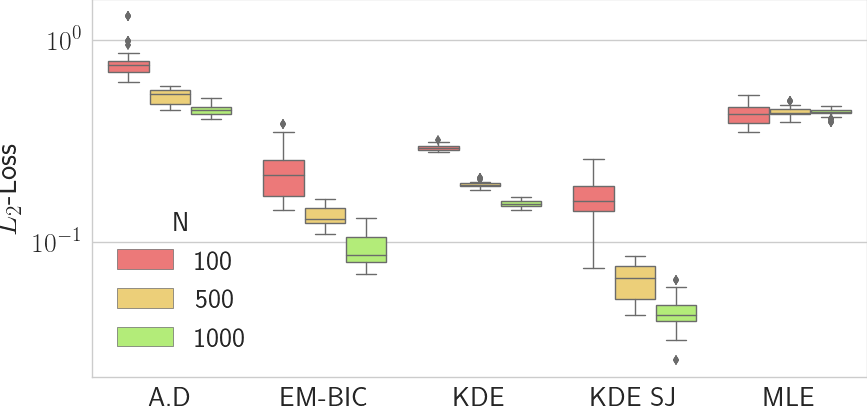 10^0
L_2-Loss
10^{-1}
N
100
500
1000
A.D EM-BIC KDE KDE SJ MLE